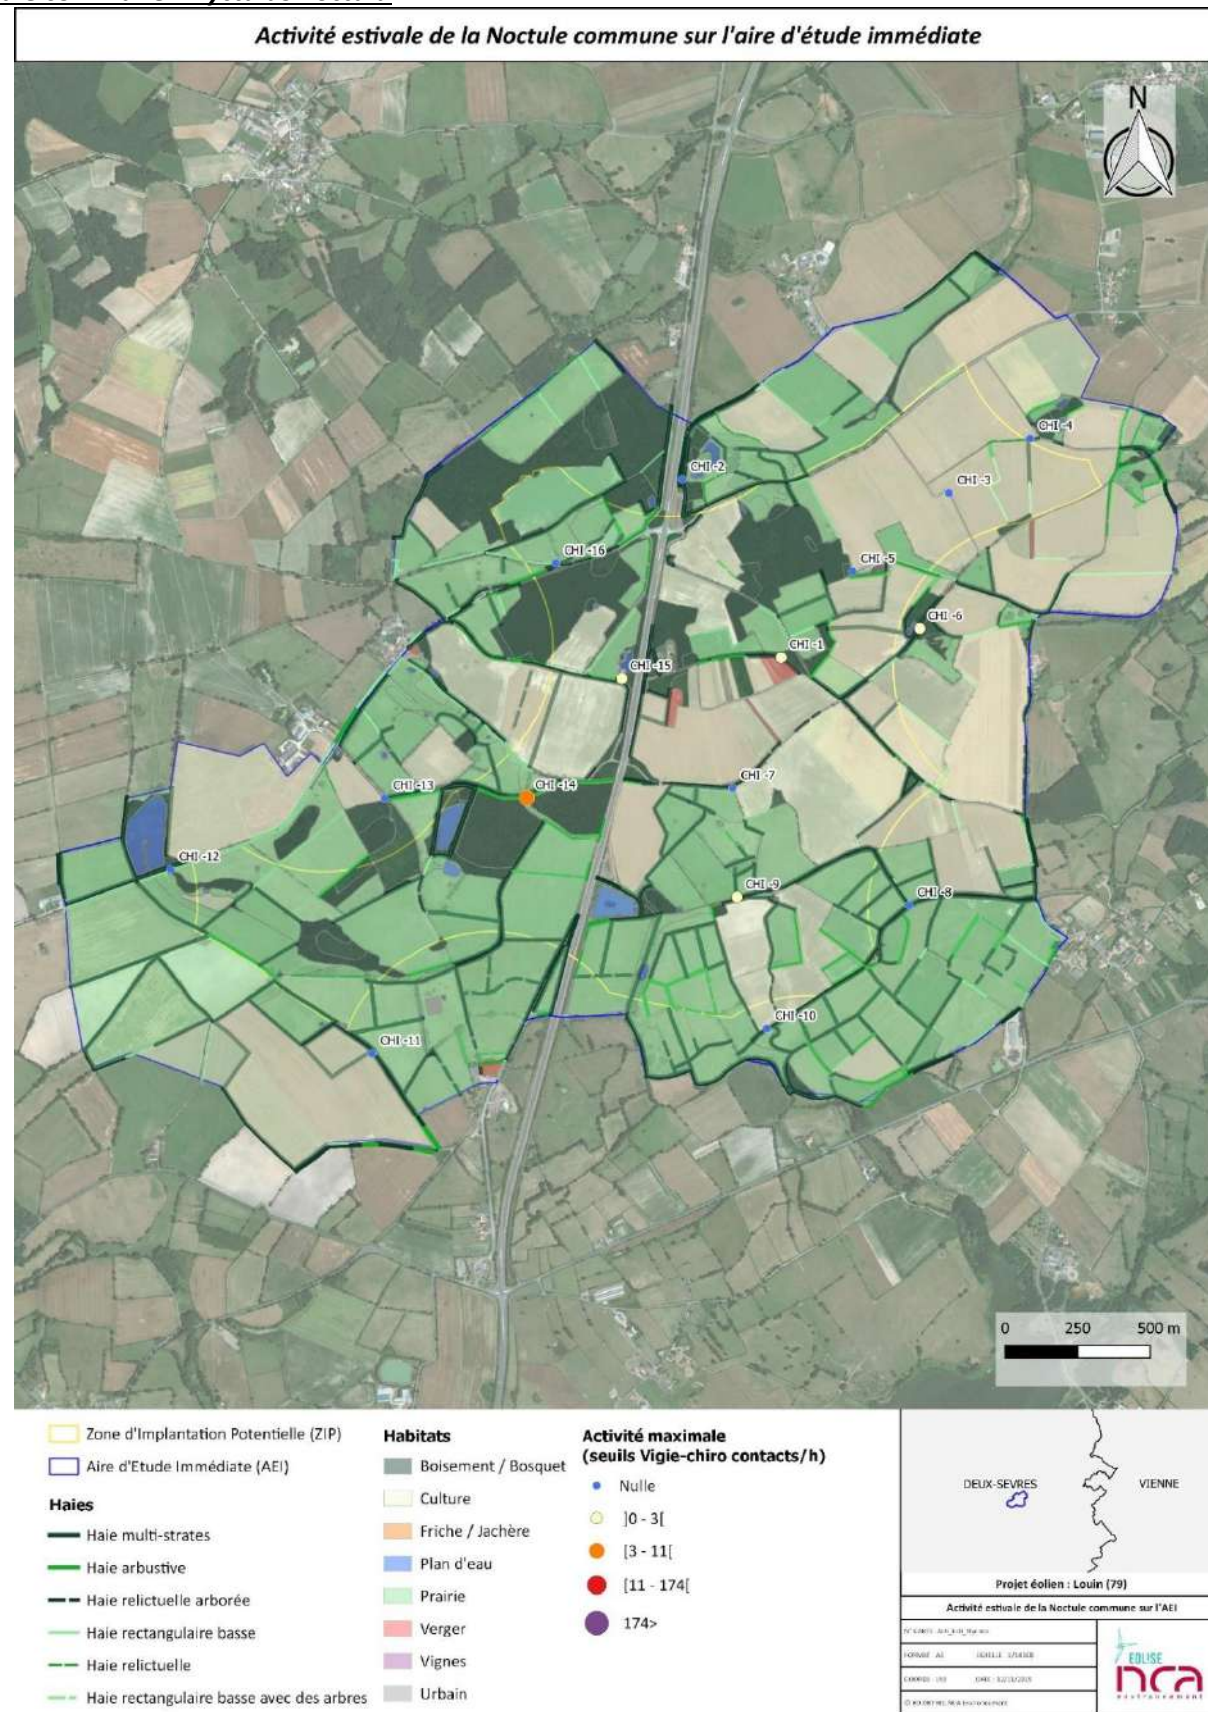 Activité estivale de la Noctule commune sur l'aire d'étude immédiate
N
CHI -4
CHI -2
CHI -3
CHI -16
CHI -5
CHI -6
CHI -1
CHI -15
CHI -7
CHI -13
CHI -14
CHI -12
CHI -9
CHI -8
CHI -10
CHI -11
0 250 500 m
Zone d'Implantation Potentielle (ZIP)
Aire d'Etude Immédiate (AEI)
Haies
Haie multi-strates
Haie arbustive
Haie relictuelle arborée
Haie rectangulaire basse
Haie relictuelle
Haie rectangulaire basse avec des arbres
Habitats
Boisement / Bosquet
Culture
Friche / Jachère
Plan d'eau
Prairie
Verger
Vignes
Urbain
Activité maximale
(seuils Vigie-chiro contacts/h)
Nulle
]0 - 3[
[3 - 11[
[11 - 174[
174>
DEUX-SEVRES
VIENNE
Projet éolien : Louin (79)
Activité estivale de la Noctule commune sur l'AEI
EOLISE
nca
environnement